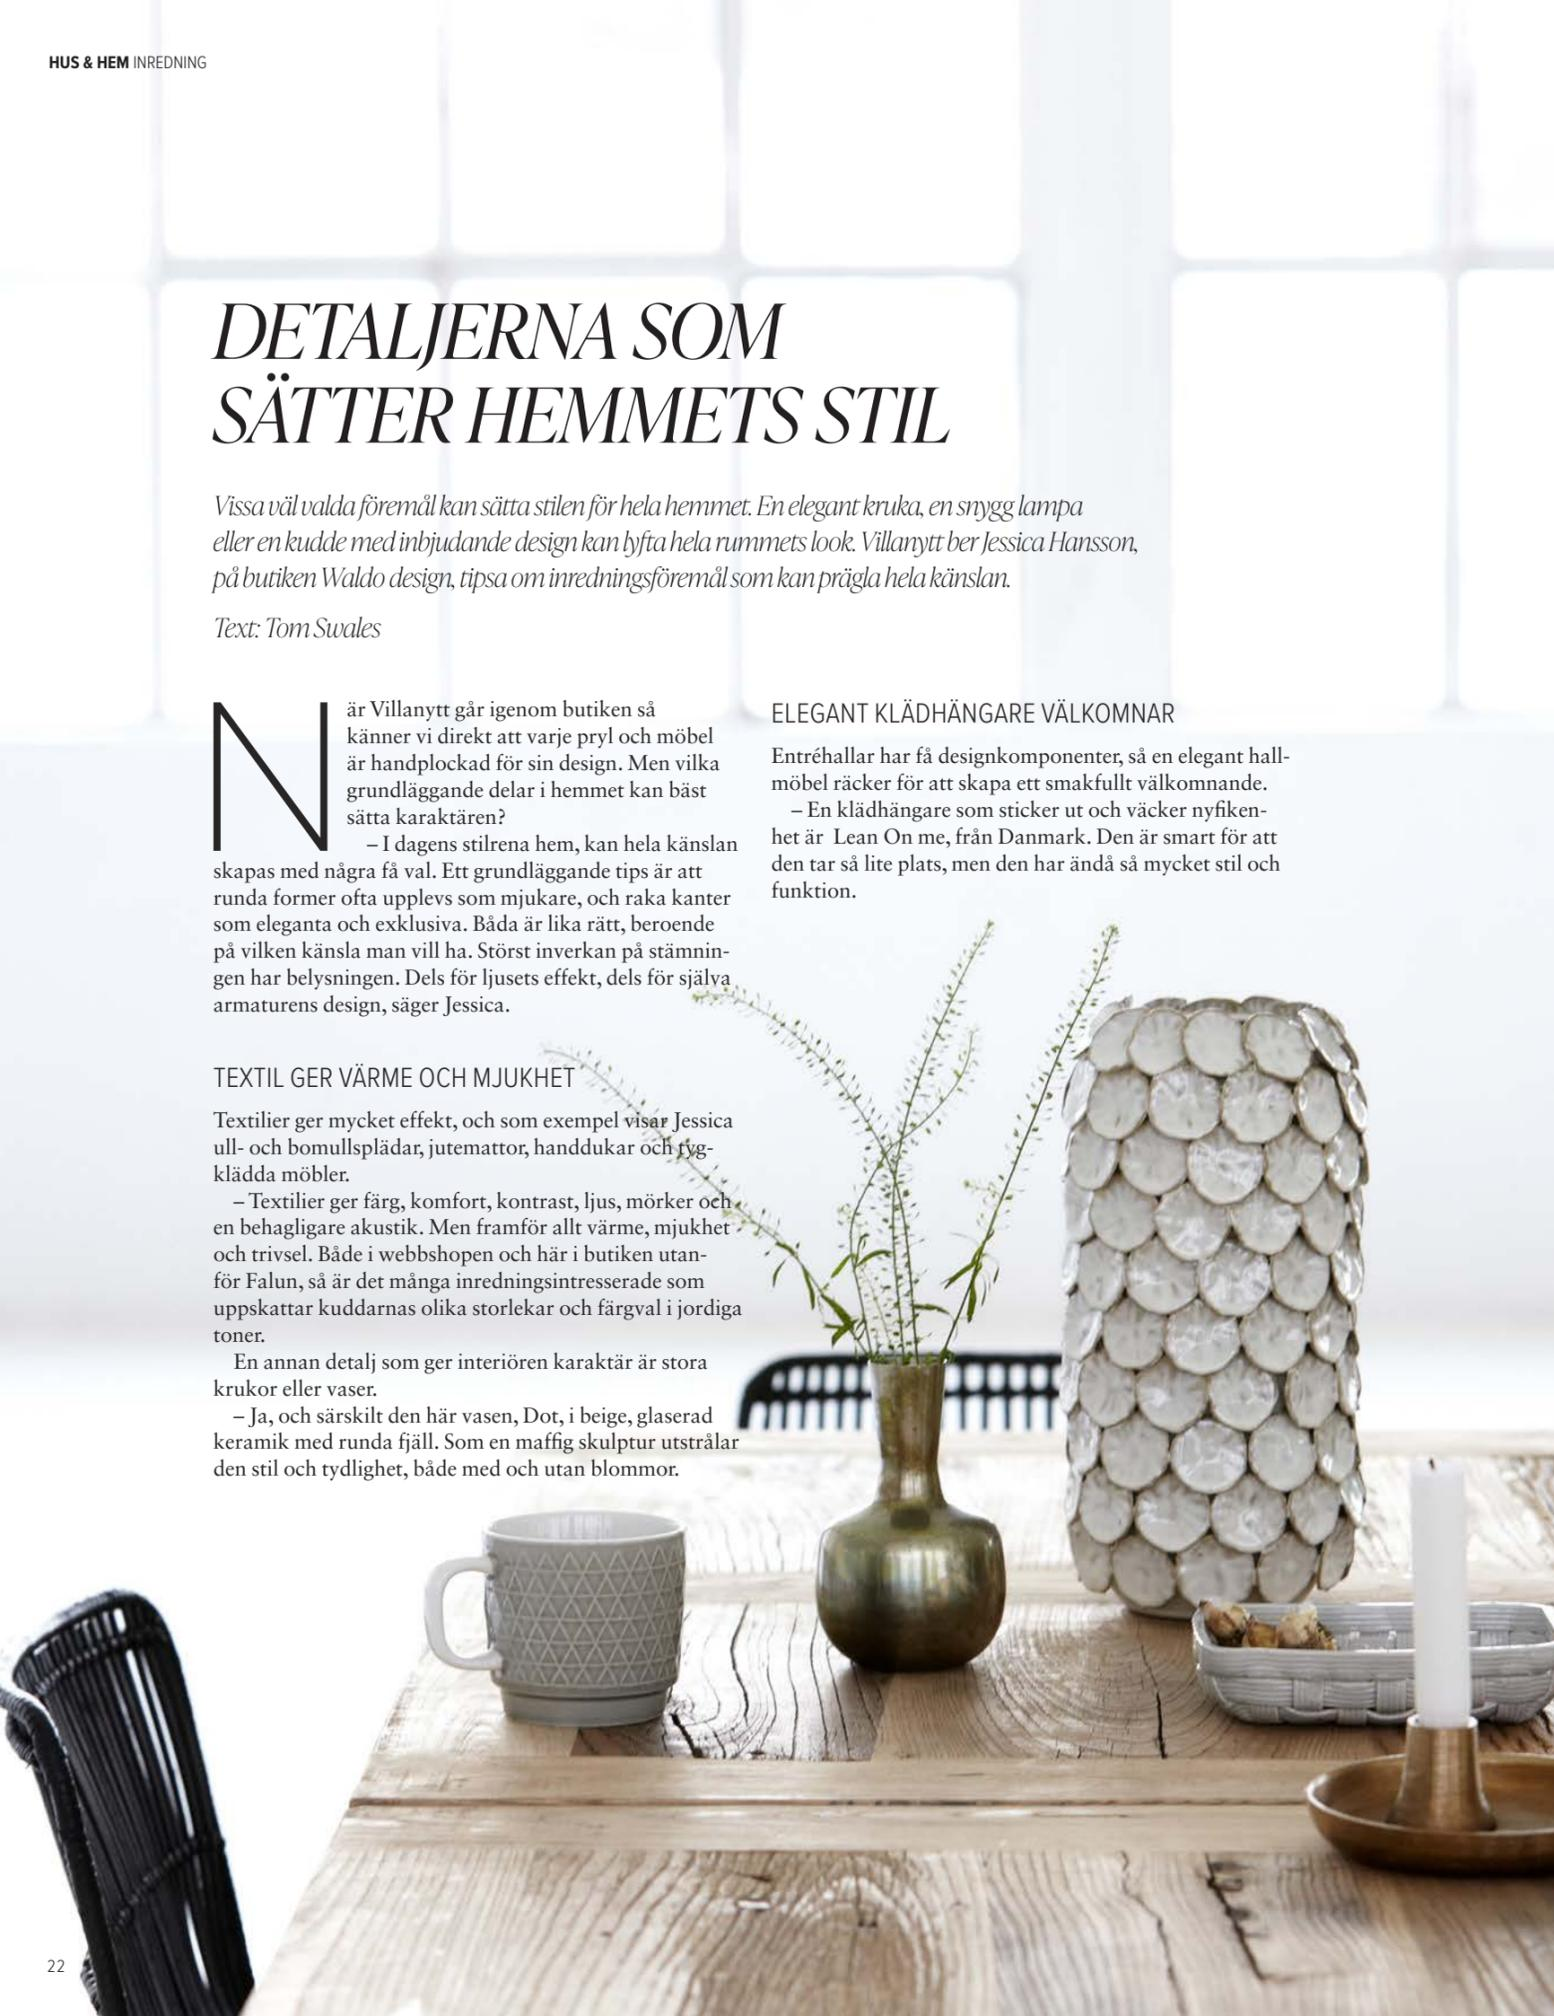 HUS & HEM INREDNING
DETALJERNA SOM
SÄTTER HEMMETS STIL
Vissa väl valda föremål kan sätta stilen för hela hemmet. En elegant kruka, en snygg lampa
eller en kudde med inbjudande design kan lyfta hela rummets look. Villanytt ber Jessica Hansson,
på butiken Waldo design, tipsa om inredningsföremål som kan prägla hela känslan.
Text: Tom Swales
När Villanytt går igenom butiken så
känner vi direkt att varje pryl och möbel
är handplockad för sin design. Men vilka
grundläggande delar i hemmet kan bäst
sätta karaktären?
– I dagens stilrena hem, kan hela känslan
skapas med några få val. Ett grundläggande tips är att
runda former ofta upplevs som mjukare, och raka kanter
som eleganta och exklusiva. Båda är lika rätt, beroende
på vilken känsla man vill ha. Störst inverkan på stämnin-
gen har belysningen. Dels för ljusets effekt, dels för själva
armaturens design, säger Jessica.
TEXTIL GER VÄRME OCH MJUKHET
Textilier ger mycket effekt, och som exempel visar Jessica
ull- och bomullsplädar, jutemattor, handdukar och tyg-
klädda möbler.
– Textilier ger färg, komfort, kontrast, ljus, mörker och
en behagligare akustik. Men framför allt värme, mjukhet
och trivsel. Både i webbshopen och här i butiken utan-
för Falun, så är det många inredningsintresserade som
uppskattar kuddarnas olika storlekar och färgval i jordiga
toner.
En annan detalj som ger interiören karaktär är stora
krukor eller vaser.
– Ja, och särskilt den här vasen, Dot, i beige, glaserad
keramik med runda fjäll. Som en maffig skulptur utstrålar
den stil och tydlighet, både med och utan blommor.
ELEGANT KLÄDHÄNGARE VÄLKOMNAR
Entréhallar har få designkomponenter, så en elegant hall-
möbel räcker för att skapa ett smakfullt välkomnande.
– En klädhängare som sticker ut och väcker nyfiken-
het är Lean On me, från Danmark. Den är smart för att
den tar så lite plats, men den har ändå så mycket stil och
funktion.
22